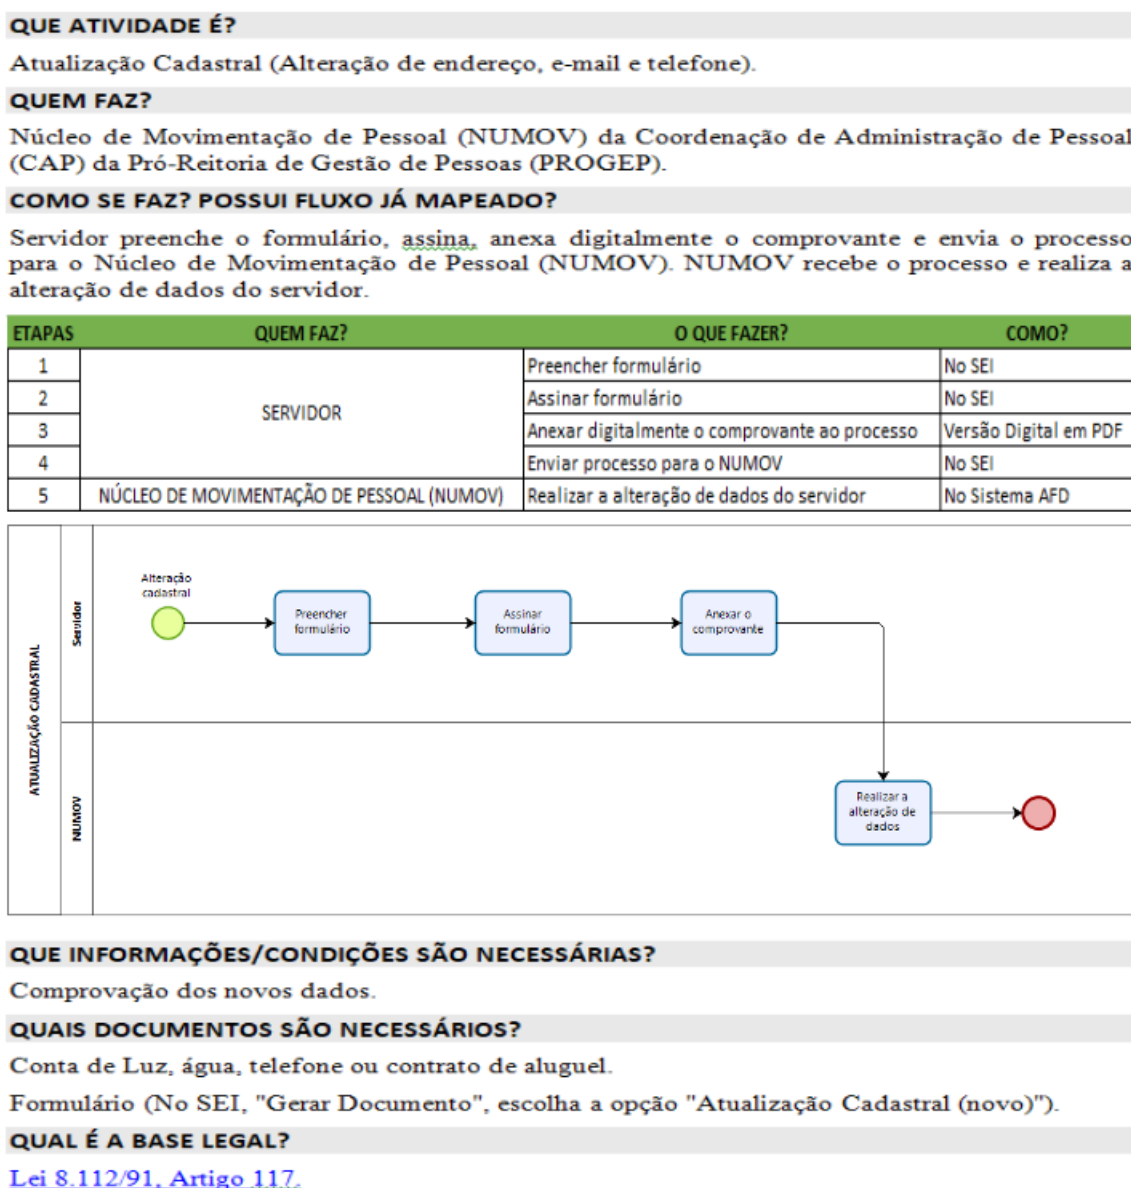 QUE ATIVIDADE É?
Atualização Cadastral (Alteração de endereço, e-mail e telefone).
QUEM FAZ?
Núcleo de Movimentação de Pessoal (NUMOV) da Coordenação de Administração de Pessoal
(CAP) da Pró-Reitoria de Gestão de Pessoas (PROGEP).
COMO SE FAZ? POSSUI FLUXO JÁ MAPEADO?
Servidor preenche o formulário, assina, anexa digitalmente o comprovante e envia o processo
para o Núcleo de Movimentação de Pessoal (NUMOV). NUMOV recebe o processo e realiza a
alteração de dados do servidor.
ETAPAS QUEM FAZ? O QUE FAZER? COMO?
1 Preencher formulário No SEI
2 Assinar formulário No SEI
SERVIDOR
3 Anexar digitalmente o comprovante ao processo Versão Digital em PDF
4 Enviar processo para o NUMOV No SEI
5 NÚCLEO DE MOVIMENTAÇÃO DE PESSOAL (NUMOV) Realizar a alteração de dados do servidor No Sistema AFD
ATUALIZAÇÃO CADASTRAL
Servidor
Alteração
cadastral
Preencher
formulário
Assinar
formulário
Anexar o
comprovante
NUMOV
Realizar a
alteração de
dados
QUE INFORMAÇÕES/CONDIÇÕES SÃO NECESSÁRIAS?
Comprovação dos novos dados.
QUAIS DOCUMENTOS SÃO NECESSÁRIOS?
Conta de Luz, água, telefone ou contrato de aluguel.
Formulário (No SEI, "Gerar Documento", escolha a opção "Atualização Cadastral (novo)").
QUAL É A BASE LEGAL?
Lei 8.112/91, Artigo 117.